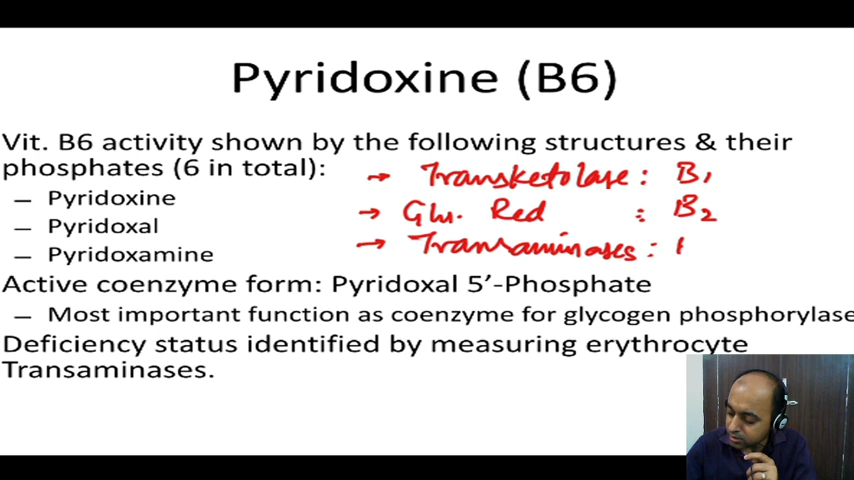 Pyridoxine (B6)
Vit. B6 activity shown by the following structures & their
phosphates (6 in total):
→ Transketolase : B1
– Pyridoxine
→ Glu. Red : B2
– Pyridoxal
→ Transaminases :
– Pyridoxamine
Active coenzyme form: Pyridoxal 5’-Phosphate
– Most important function as coenzyme for glycogen phosphorylase
Deficiency status identified by measuring erythrocyte
Transaminases.